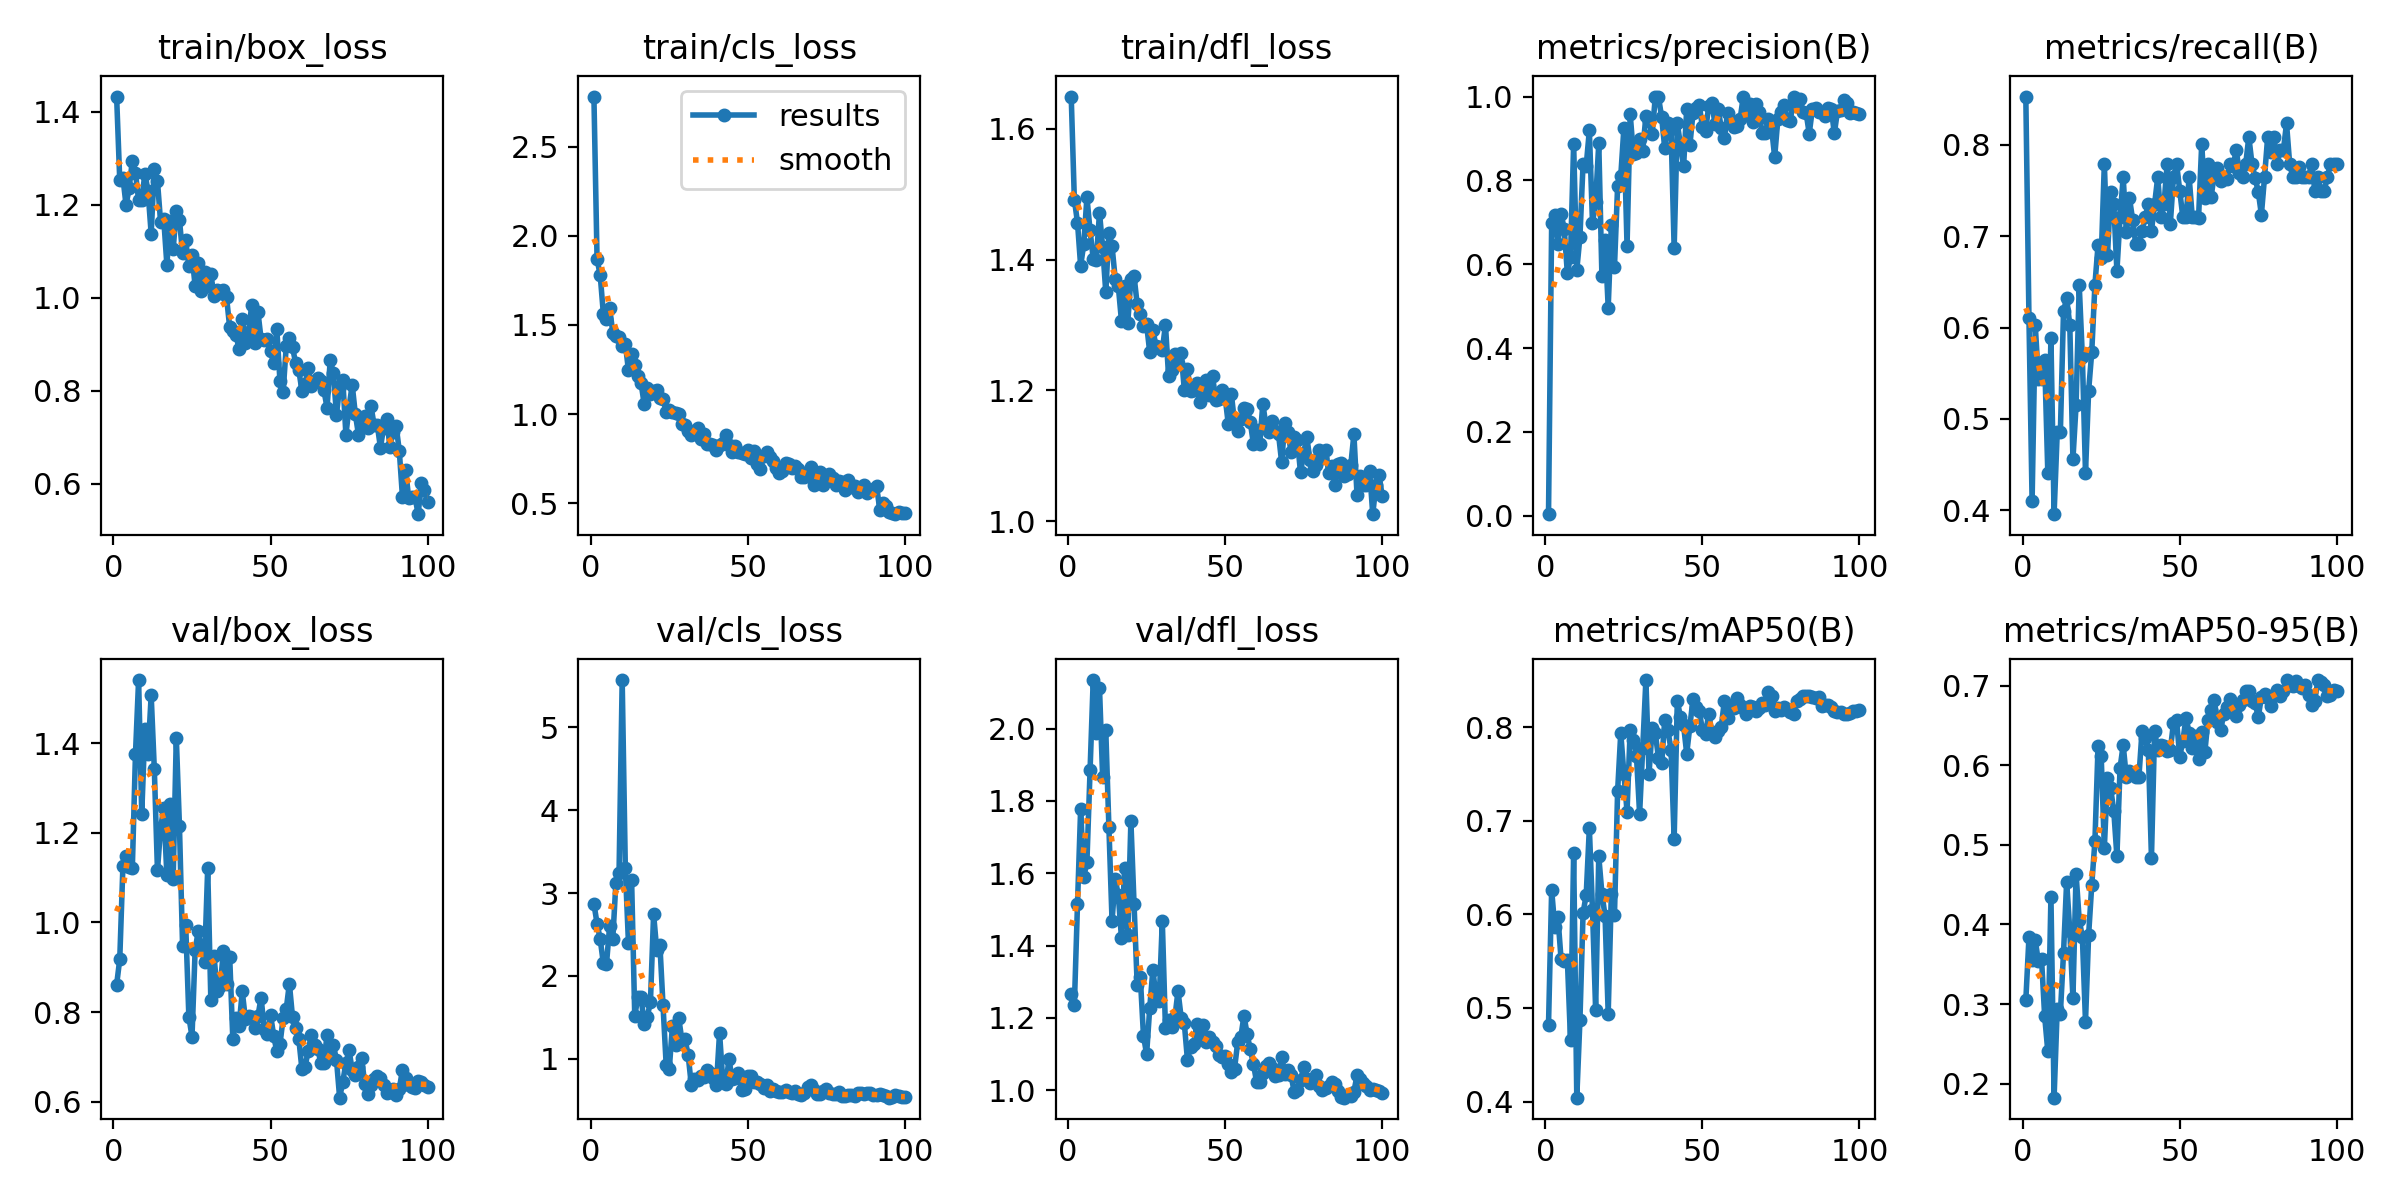 train/box_loss
1.4
1.2
1.0
0.8
0.6
0 50 100
train/cls_loss
results
smooth
2.5
2.0
1.5
1.0
0.5
0 50 100
train/dfl_loss
1.6
1.4
1.2
1.0
0 50 100
metrics/precision(B)
1.0
0.8
0.6
0.4
0.2
0.0
0 50 100
metrics/recall(B)
0.8
0.7
0.6
0.5
0.4
0 50 100
val/box_loss
1.4
1.2
1.0
0.8
0.6
0 50 100
val/cls_loss
5
4
3
2
1
0 50 100
val/dfl_loss
2.0
1.8
1.6
1.4
1.2
1.0
0 50 100
metrics/mAP50(B)
0.8
0.7
0.6
0.5
0.4
0 50 100
metrics/mAP50-95(B)
0.7
0.6
0.5
0.4
0.3
0.2
0 50 100